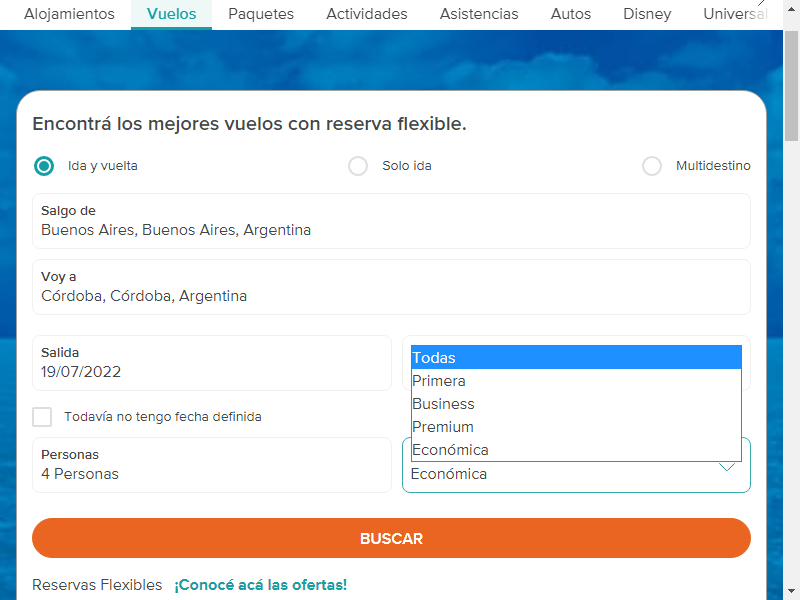 Alojamientos Vuelos Paquetes Actividades Asistencias Autos Disney Universal
Encontrá los mejores vuelos con reserva flexible.
Ida y vuelta Solo ida Multidestino
Salgo de
Buenos Aires, Buenos Aires, Argentina
Voy a
Córdoba, Córdoba, Argentina
Salida
19/07/2022
Todavía no tengo fecha definida
Personas
4 Personas
Todas
Primera
Business
Premium
Económica
Económica
BUSCAR
Reservas Flexibles ¡Conocé acá las ofertas!